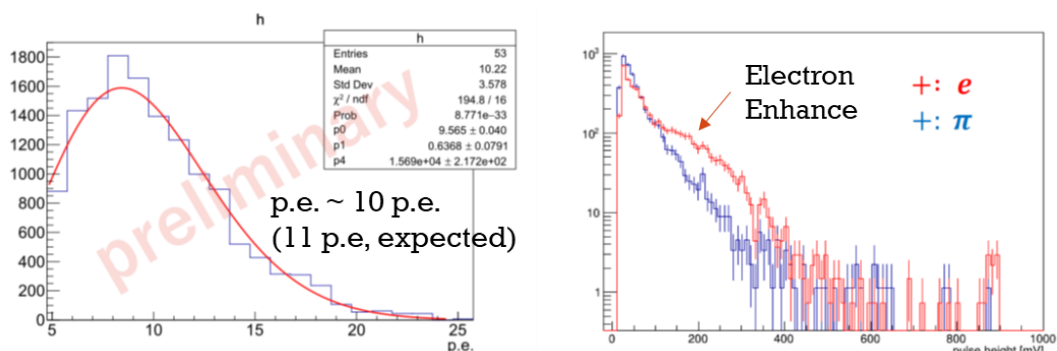 h
h
Entries 53
Mean 10.22
Std Dev 3.578
χ² / ndf 194.8 / 16
Prob 8.771e−33
p0 9.565 ± 0.040
p1 0.6368 ± 0.0791
p4 1.569e+04 ± 2.172e+02
1800
1600
1400
1200
1000
800
600
400
200
0
5 10 15 20 25
p.e.
preliminary
p.e. ~ 10 p.e.
(11 p.e, expected)
10³
10²
10
1
0 200 400 600 800 1000
pulse height [mV]
Electron
Enhance
+: e
+: π